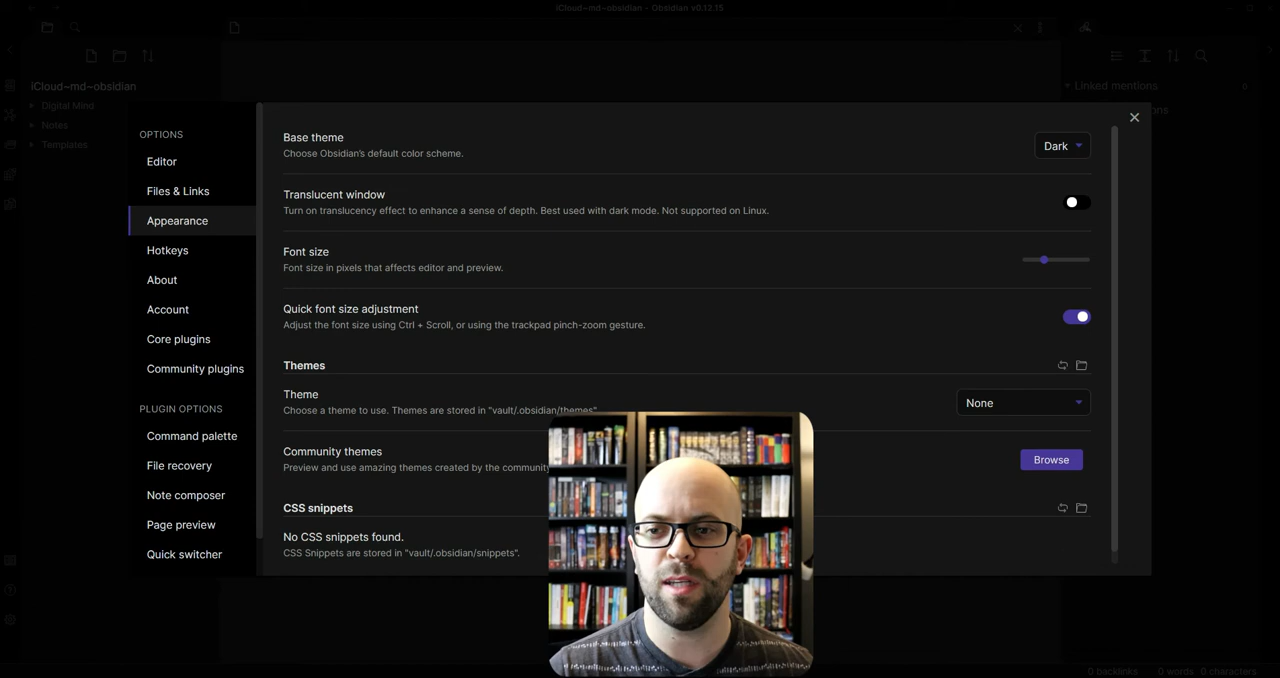 iCloud~md~obsidian - Obsidian v0.12.15
iCloud~md~obsidian
Digital Mind
Notes
Templates
Linked mentions
0
OPTIONS
Editor
Files & Links
Appearance
Hotkeys
About
Account
Core plugins
Community plugins
PLUGIN OPTIONS
Command palette
File recovery
Note composer
Page preview
Quick switcher
Base theme
Choose Obsidian's default color scheme.
Dark
Translucent window
Turn on translucency effect to enhance a sense of depth. Best used with dark mode. Not supported on Linux.
Font size
Font size in pixels that affects editor and preview.
Quick font size adjustment
Adjust the font size using Ctrl + Scroll, or using the trackpad pinch-zoom gesture.
Themes
Theme
Choose a theme to use. Themes are stored in "vault/.obsidian/themes"
None
Community themes
Preview and use amazing themes created by the community
Browse
CSS snippets
No CSS snippets found.
CSS Snippets are stored in "vault/.obsidian/snippets".
0 backlinks
0 words
0 characters